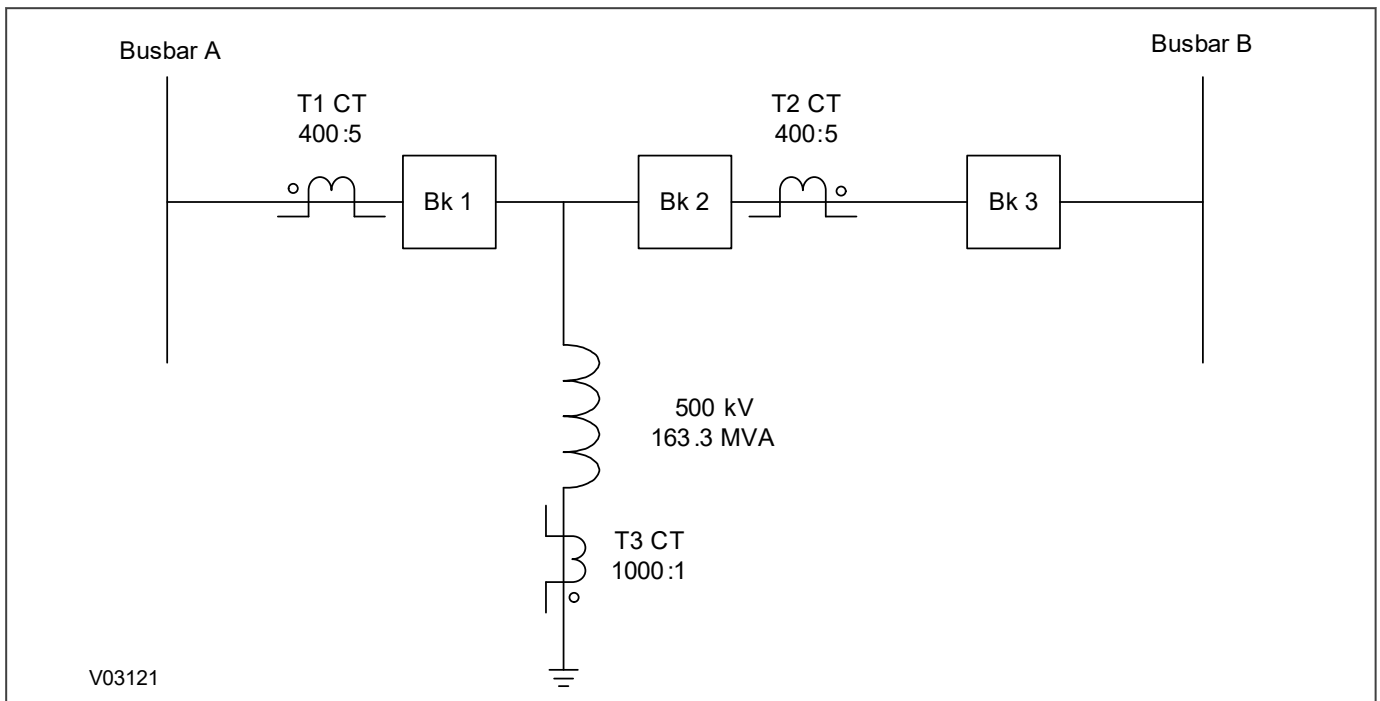 Busbar A
Busbar B
T1 CT
400:5
T2 CT
400:5
Bk 1
Bk 2
Bk 3
500 kV
163.3 MVA
T3 CT
1000:1
V03121